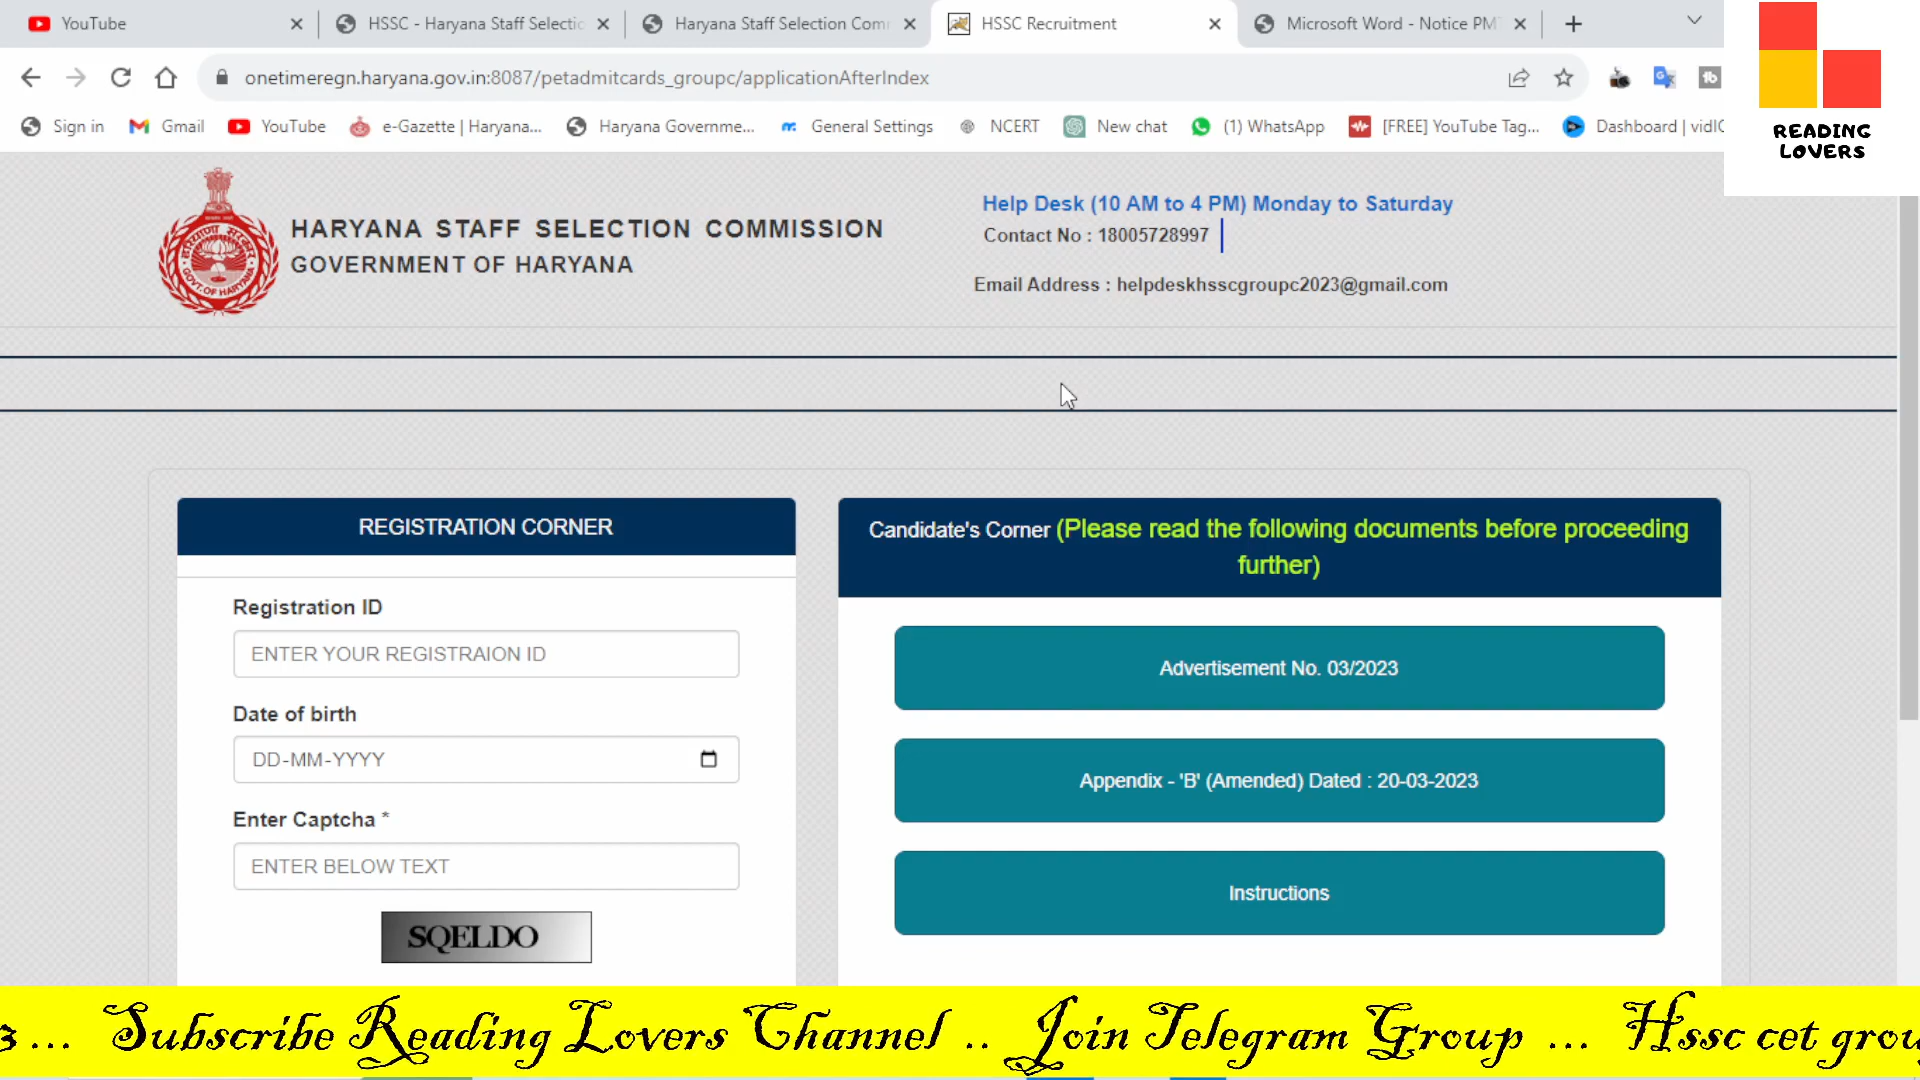 YouTube
HSSC - Haryana Staff Selectic
Haryana Staff Selection Com
HSSC Recruitment
Microsoft Word - Notice PMT
onetimeregn.haryana.gov.in:8087/petadmitcards_groupc/applicationAfterIndex
Sign in
Gmail
YouTube
e-Gazette | Haryana...
Haryana Governme...
General Settings
NCERT
New chat
(1) WhatsApp
[FREE] YouTube Tag...
Dashboard | vidIC
READING
LOVERS
HARYANA STAFF SELECTION COMMISSION
GOVERNMENT OF HARYANA
Help Desk (10 AM to 4 PM) Monday to Saturday
Contact No : 18005728997
Email Address : helpdeskhsscgroupc2023@gmail.com
REGISTRATION CORNER
Registration ID
ENTER YOUR REGISTRAION ID
Date of birth
DD-MM-YYYY
Enter Captcha *
ENTER BELOW TEXT
SQELDO
Candidate's Corner (Please read the following documents before proceeding
further)
Advertisement No. 03/2023
Appendix - 'B' (Amended) Dated : 20-03-2023
Instructions
3 ... Subscribe Reading Lovers Channel .. Join Telegram Group ... Hssc cet grou